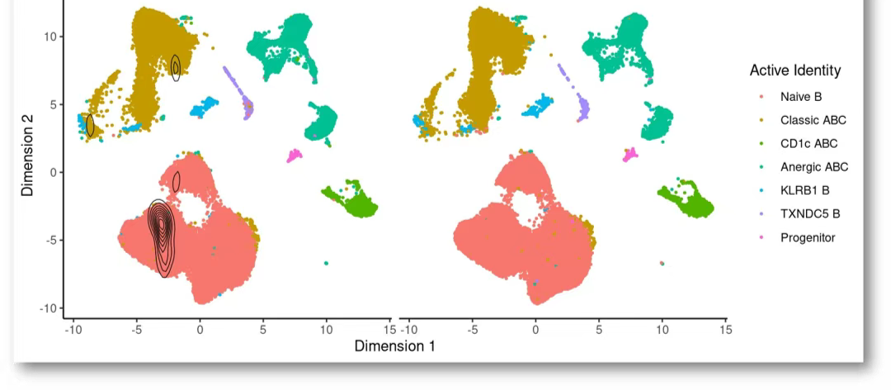 10
5
0
-5
-10
Dimension 2
-10 -5 0 5 10 15 -10 -5 0 5 10 15
Dimension 1
Active Identity
Naive B
Classic ABC
CD1c ABC
Anergic ABC
KLRB1 B
TXNDC5 B
Progenitor